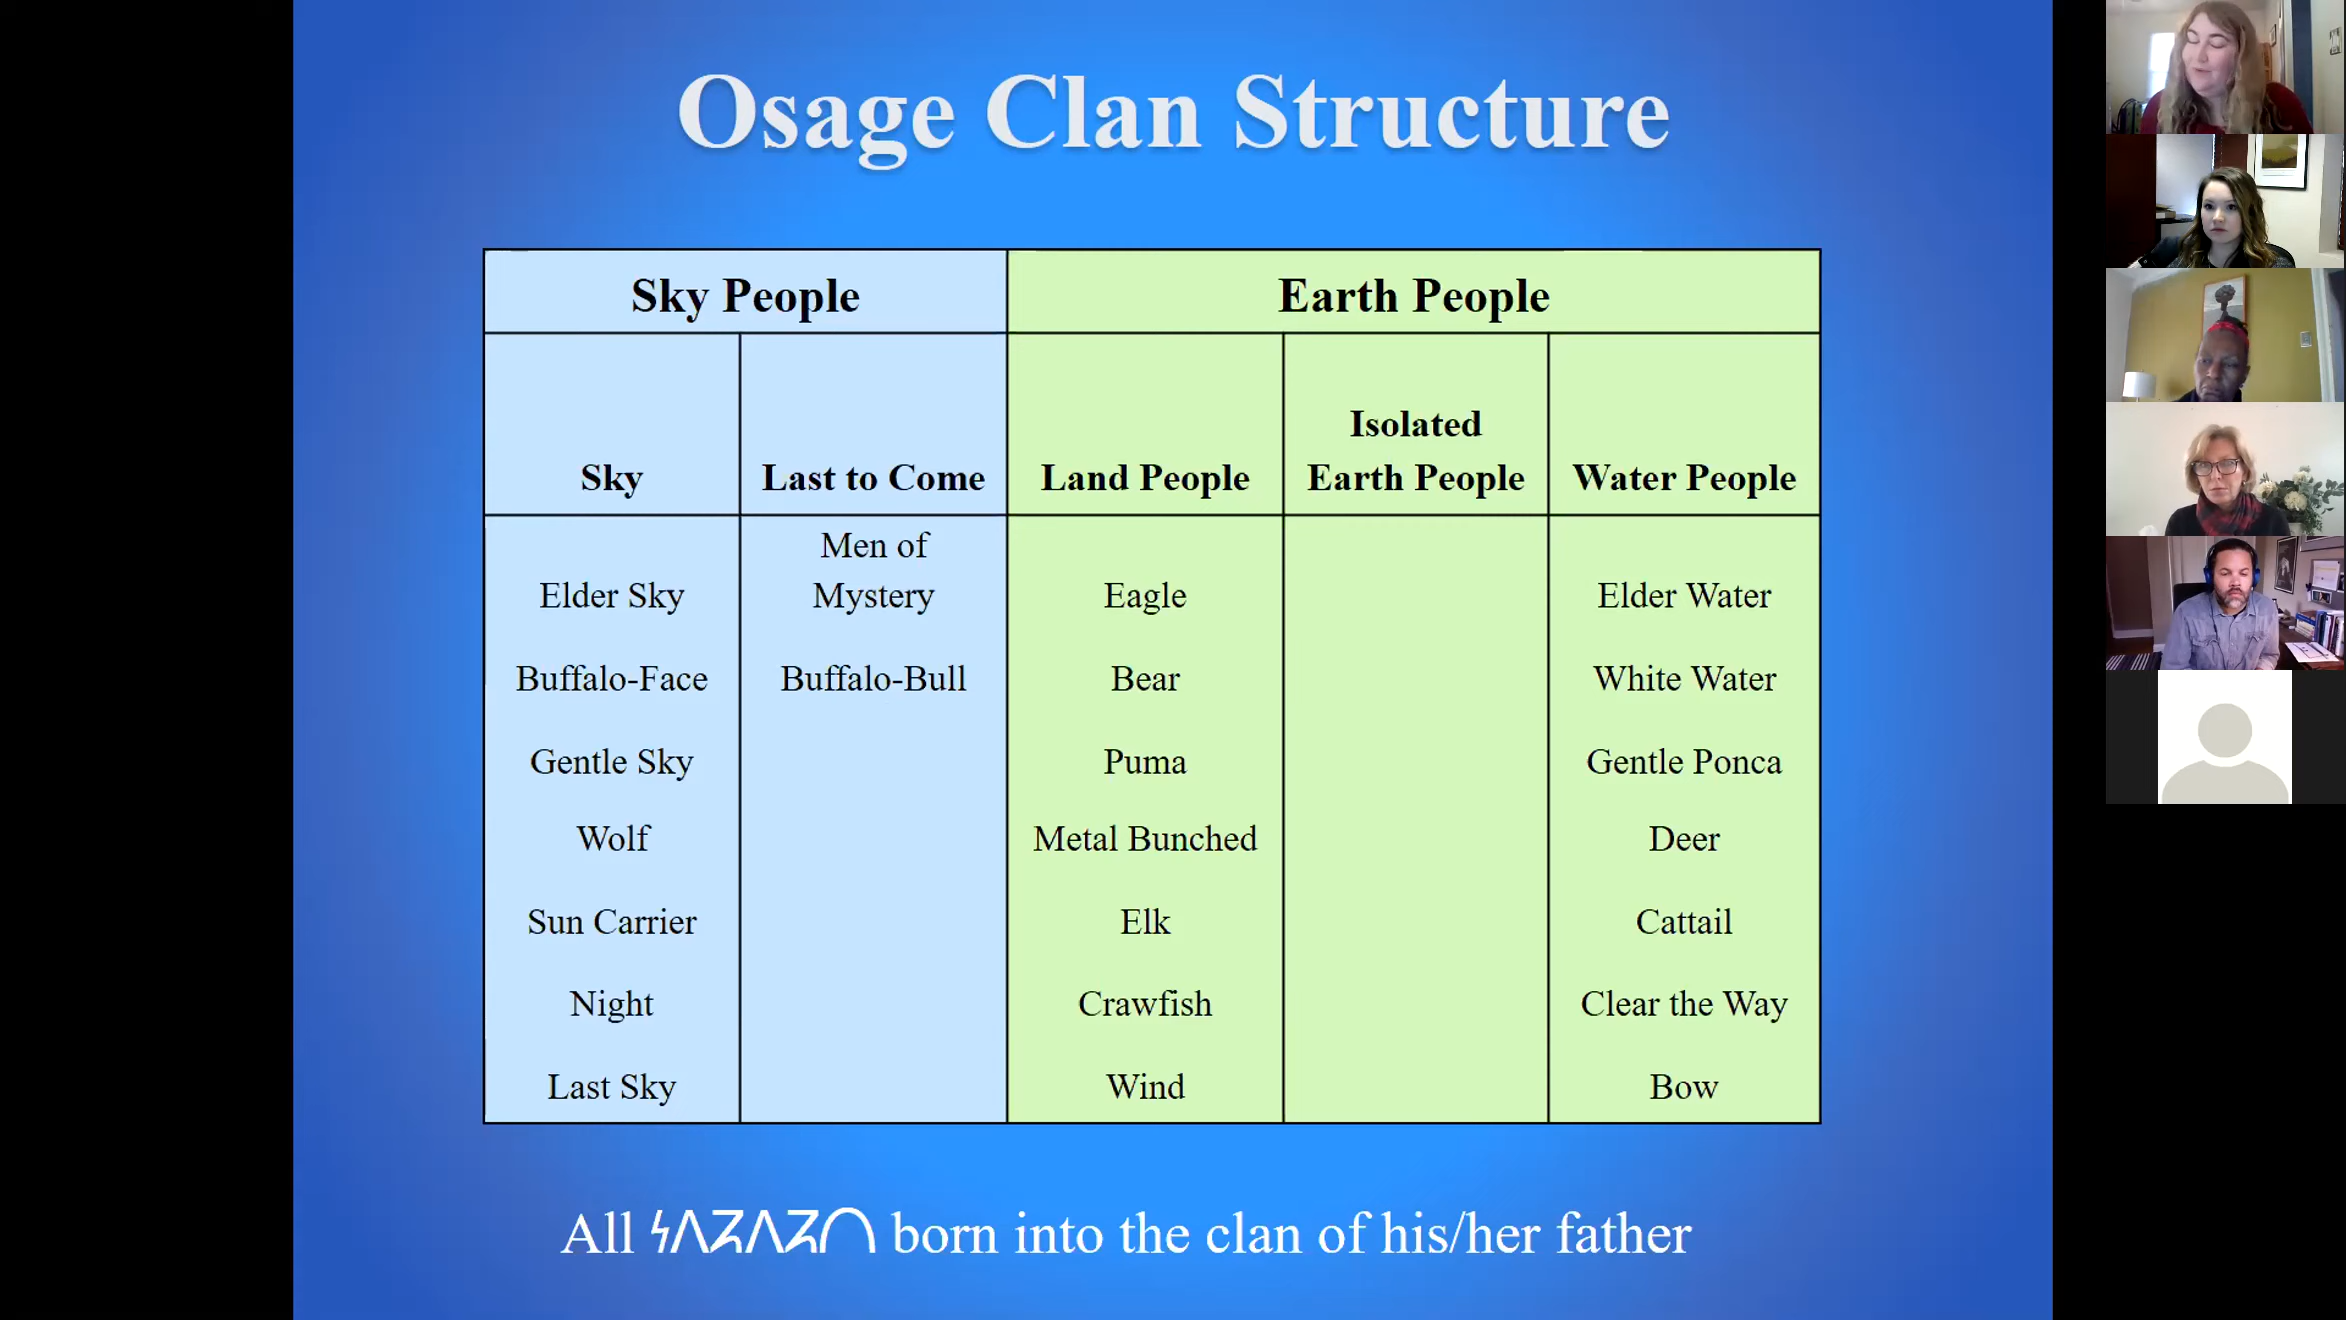 Osage Clan Structure
Sky People
Earth People
Sky
Last to Come
Land People
Isolated
Earth People
Water People
Elder Sky
Men of
Mystery
Eagle
Elder Water
Buffalo-Face
Buffalo-Bull
Bear
White Water
Gentle Sky
Puma
Gentle Ponca
Wolf
Metal Bunched
Deer
Sun Carrier
Elk
Cattail
Night
Crawfish
Clear the Way
Last Sky
Wind
Bow
All 𐓏𐓘𐓓𐓘𐓓𐓟 born into the clan of his/her father